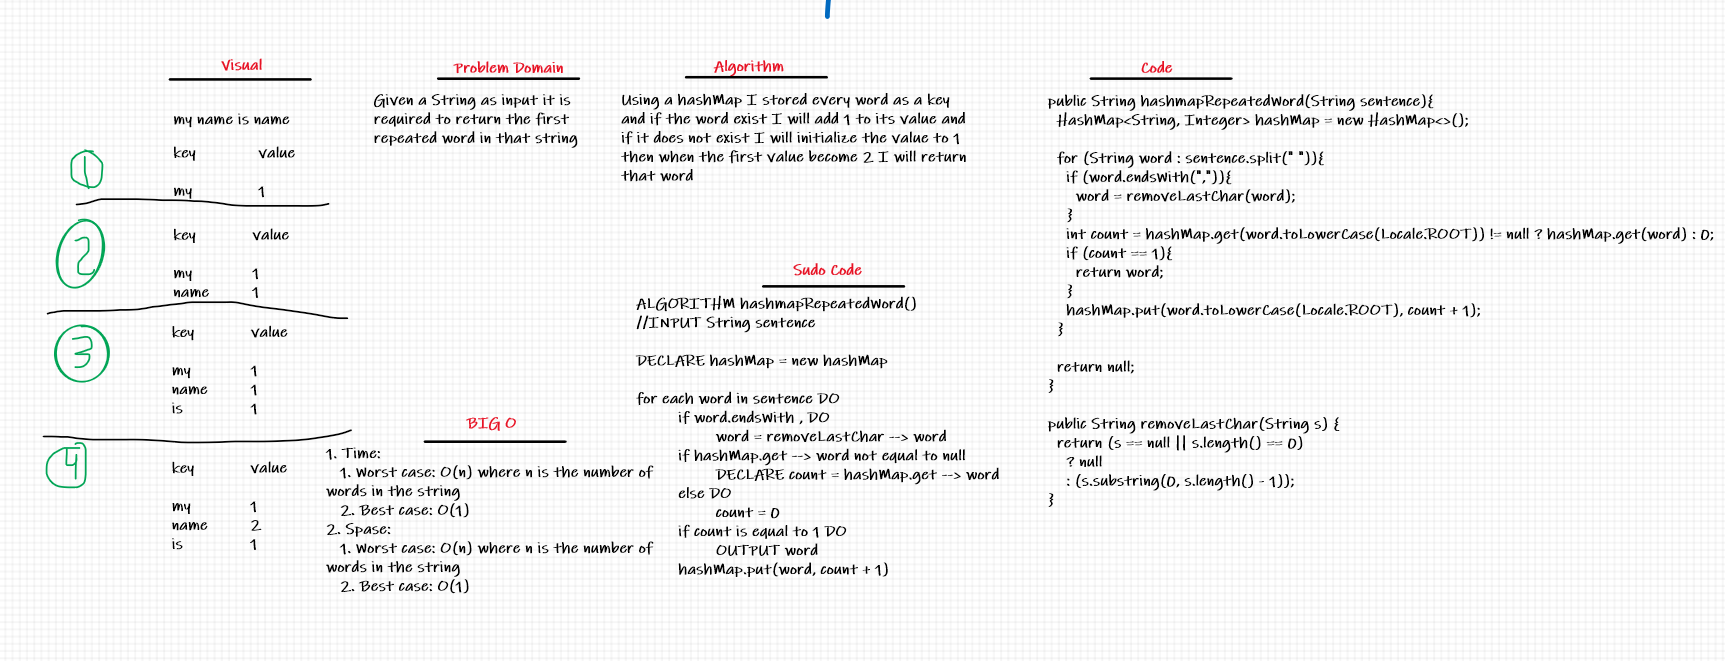 Visual
my name is name
1
key value
my 1
2
key value
my 1
name 1
3
key value
my 1
name 1
is 1
4
key value
my 1
name 2
is 1
Problem Domain
Given a String as input it is
required to return the first
repeated word in that string
BIG O
1. Time:
1. Worst case: O(n) where n is the number of
words in the string
2. Best case: O(1)
2. Spase:
1. Worst case: O(n) where n is the number of
words in the string
2. Best case: O(1)
Algorithm
Using a hashMap I stored every word as a key
and if the word exist I will add 1 to its value and
if it does not exist I will initialize the value to 1
then when the first value become 2 I will return
that word
Sudo Code
ALGORITHM hashmapRepeatedWord()
//INPUT String sentence
DECLARE hashMap = new hashMap
for each word in sentence DO
if word.endsWith , DO
word = removeLastChar --> word
if hashMap.get --> word not equal to null
DECLARE count = hashMap.get --> word
else DO
count = 0
if count is equal to 1 DO
OUTPUT word
hashMap.put(word, count + 1)
Code
public String hashmapRepeatedWord(String sentence){
HashMap<String, Integer> hashMap = new HashMap<>();
for (String word : sentence.split(" ")){
if (word.endsWith(",")){
word = removeLastChar(word);
}
int count = hashMap.get(word.toLowerCase(Locale.ROOT)) != null ? hashMap.get(word) : 0;
if (count == 1){
return word;
}
hashMap.put(word.toLowerCase(Locale.ROOT), count + 1);
}
return null;
}
public String removeLastChar(String s) {
return (s == null || s.length() == 0)
? null
: (s.substring(0, s.length() - 1));
}